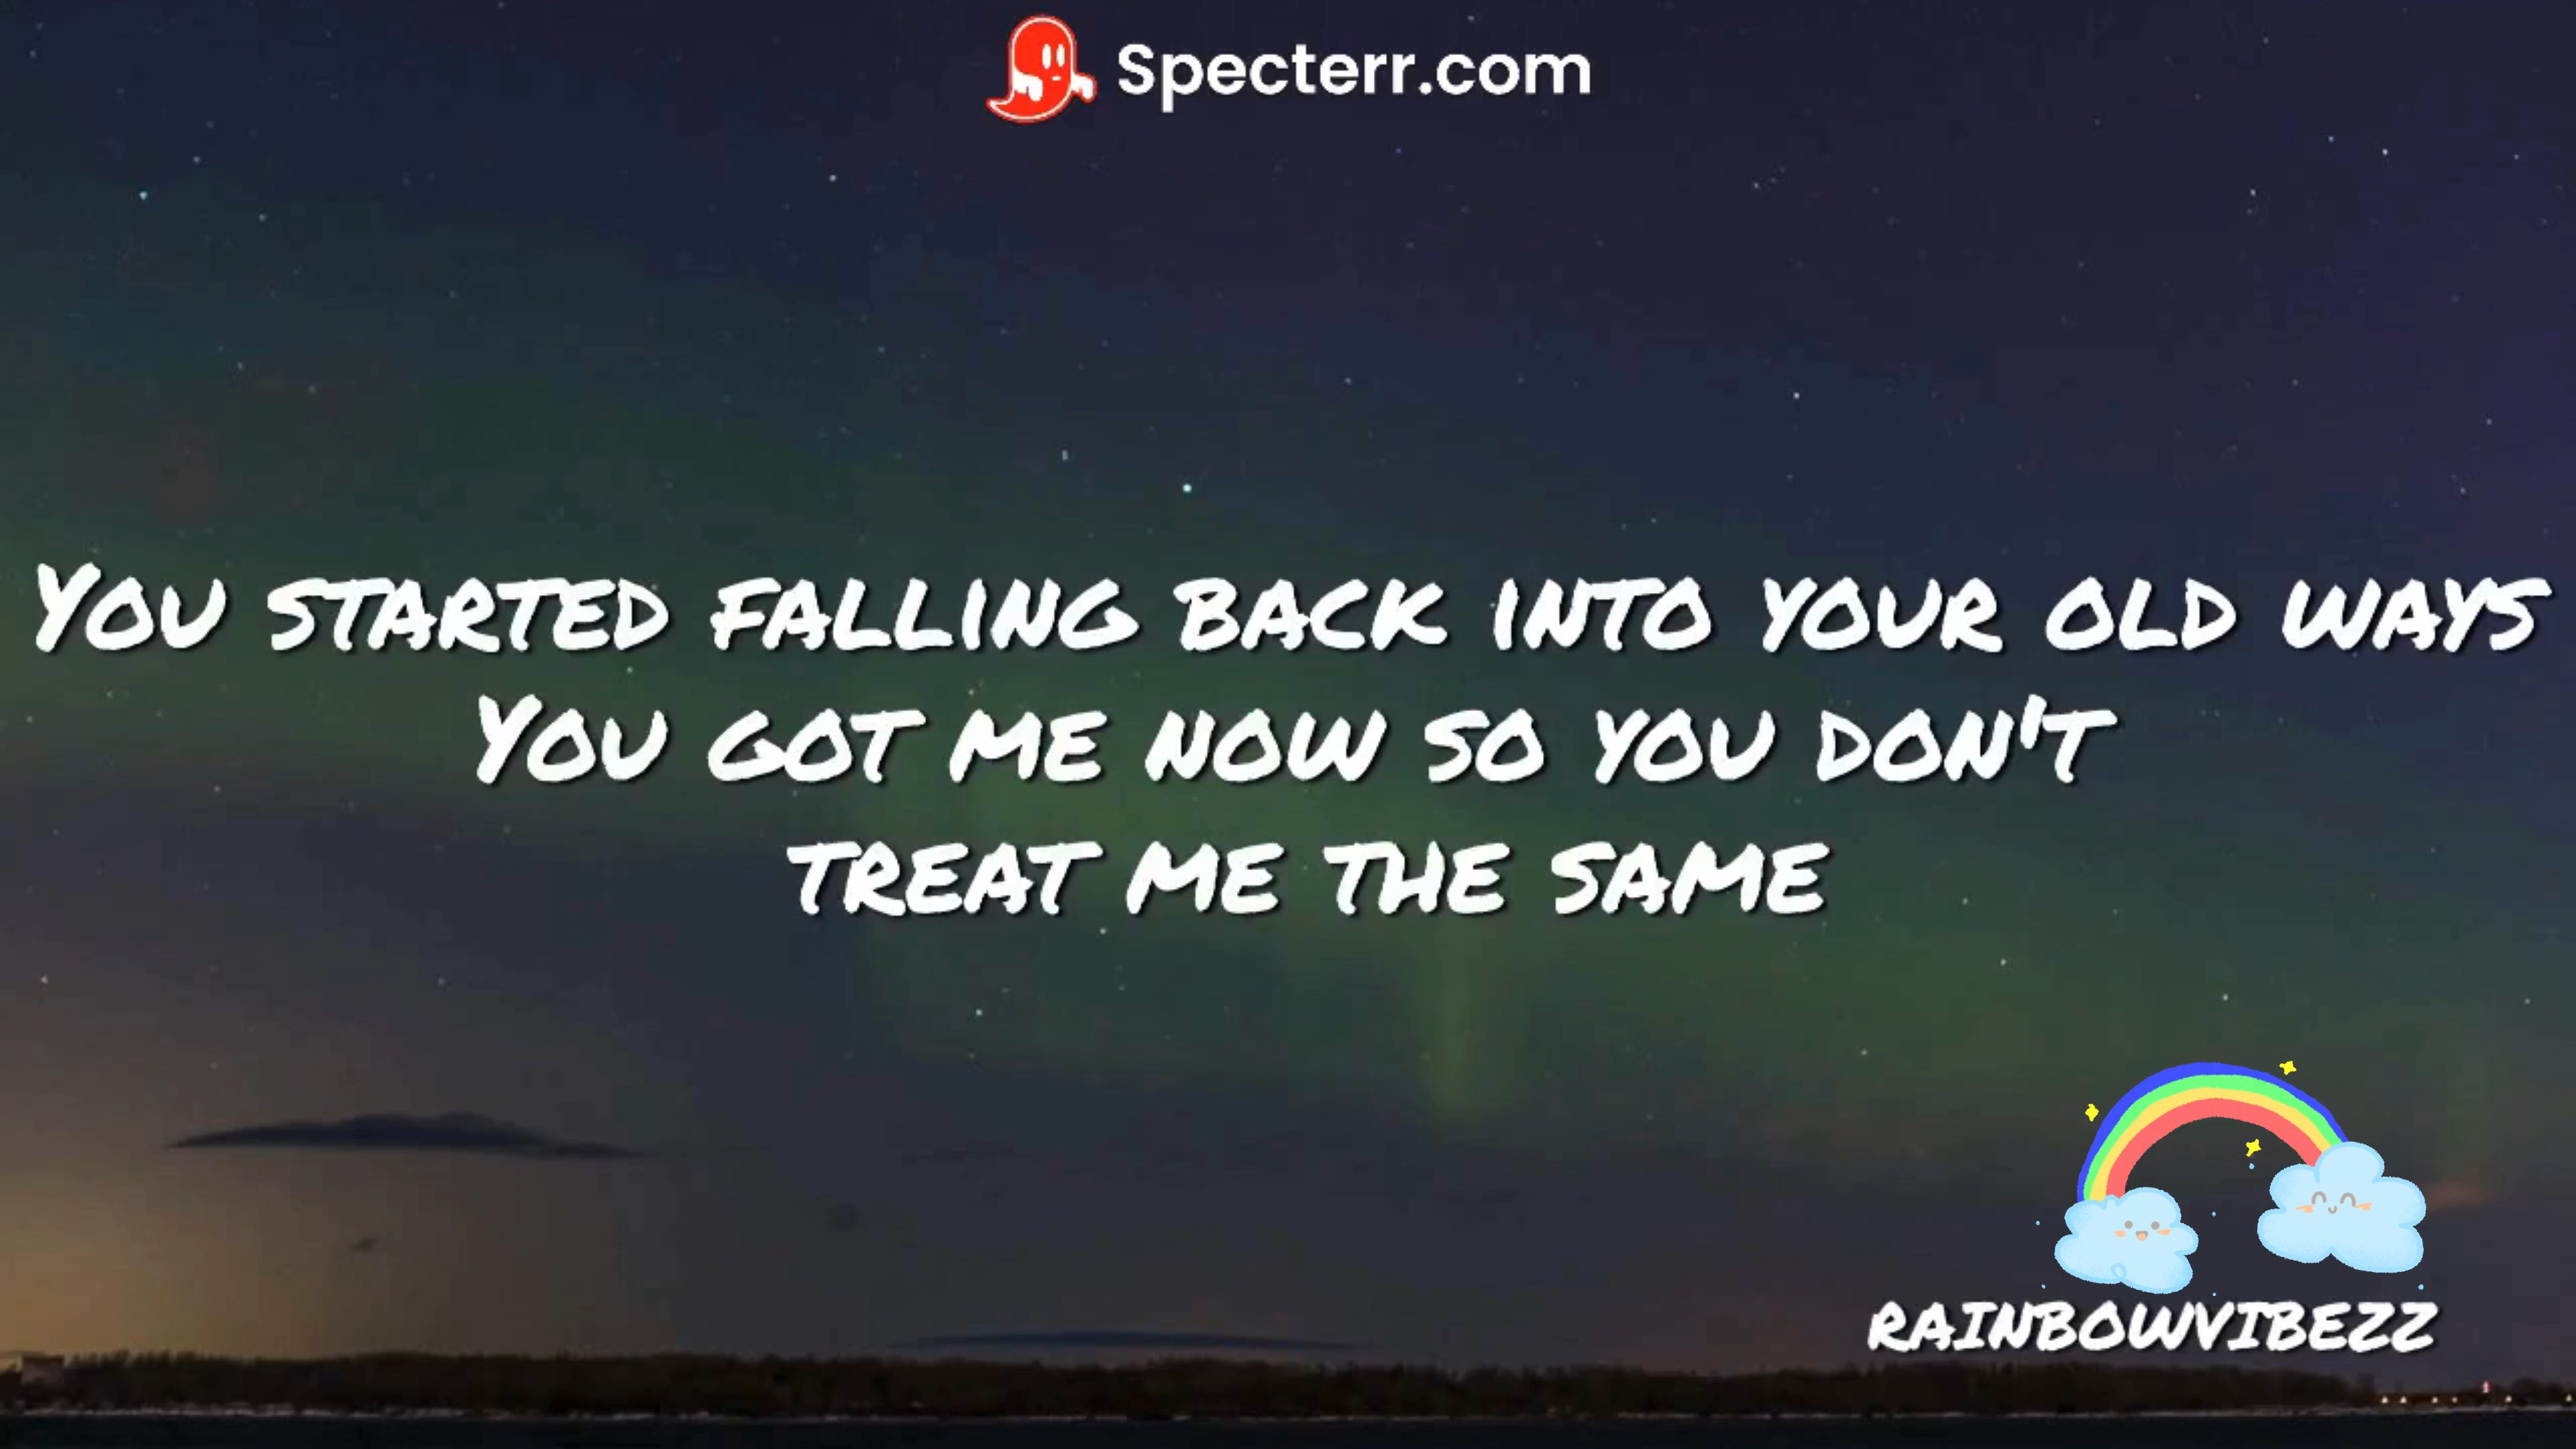 Specterr.com
You started falling back into your old ways
You got me now so you don't
treat me the same
RAINBOWVIBEZZ